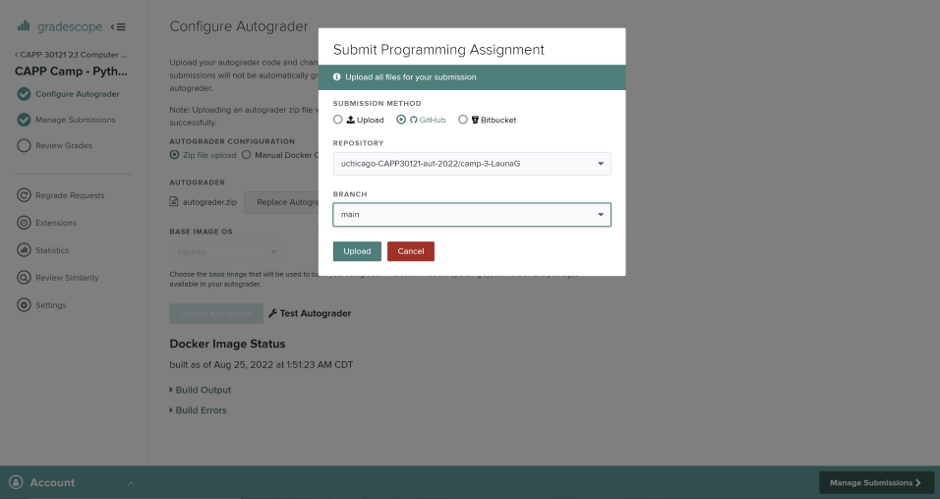 gradescope
< CAPP 30121 2,1 Computer ...
CAPP Camp - Pyth...
Configure Autograder
Manage Submissions
Review Grades
Regrade Requests
Extensions
Statistics
Review Similarity
Settings
Configure Autograder
Upload your autograder code and chan
submissions will not be automatically gr
autograder.
Note: Uploading an autograder zip file
successfully.
AUTOGRADER CONFIGURATION
Zip file upload
Manual Docker C
AUTOGRADER
autograder.zip
Replace Autogra
BASE IMAGE OS
Ubuntu
Choose the base image that will be used to
available in your autograder.
Update Autograder
Test Autograder
Docker Image Status
built as of Aug 25, 2022 at 1:51:23 AM CDT
Build Output
Build Errors
Submit Programming Assignment
Upload all files for your submission
SUBMISSION METHOD
Upload
GitHub
Bitbucket
REPOSITORY
uchicago-CAPP30121-aut-2022/camp-3-LaunaG
BRANCH
main
Upload
Cancel
Account
Manage Submissions